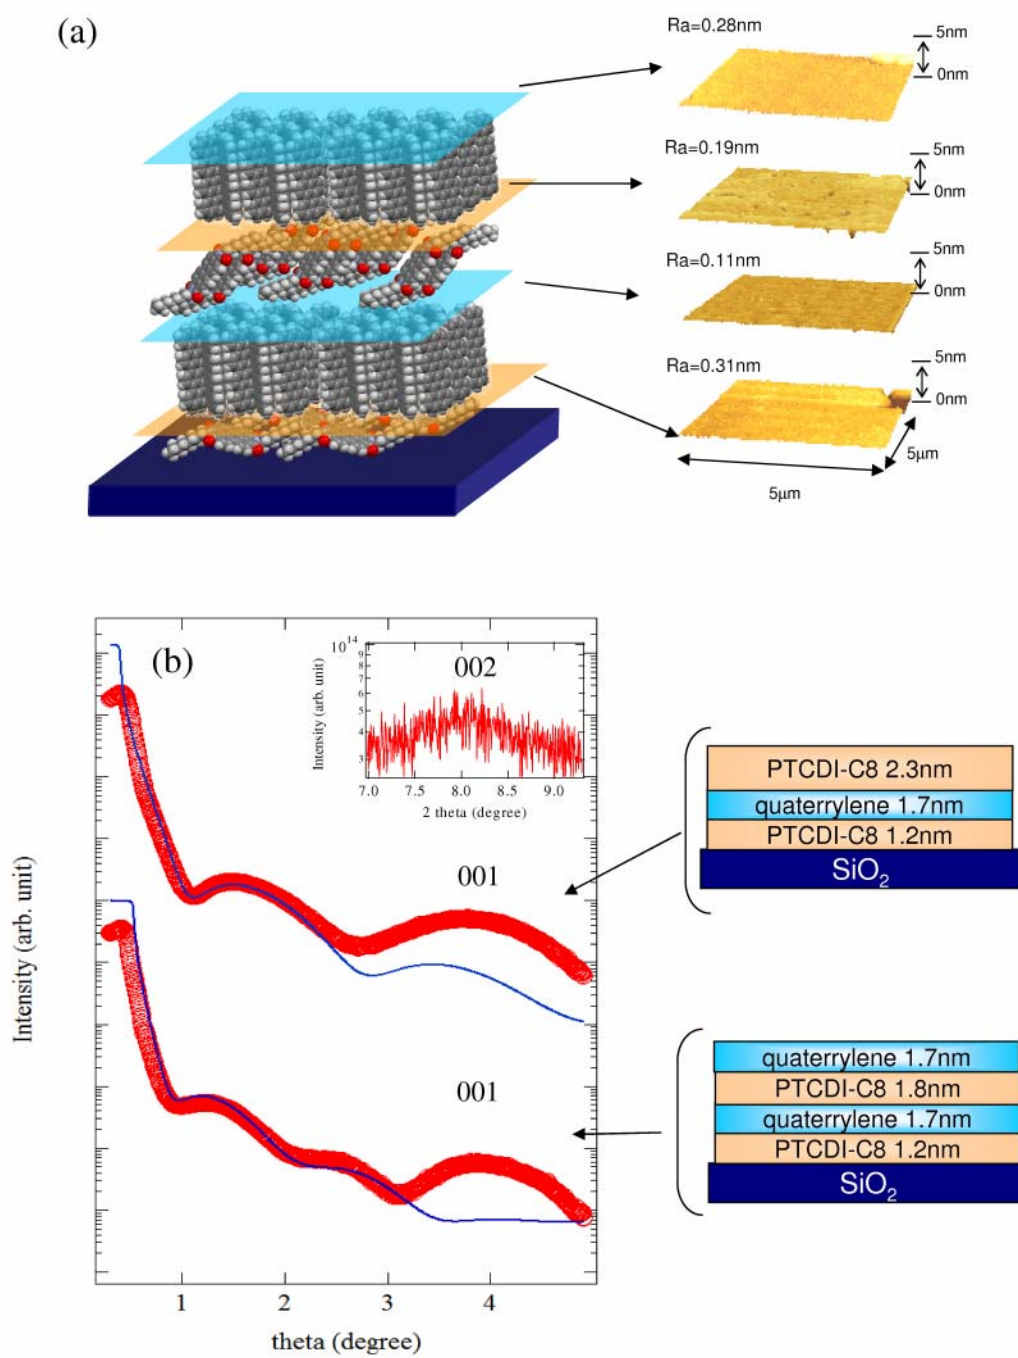 (a)
Ra=0.28nm
5nm
0nm
Ra=0.19nm
5nm
0nm
Ra=0.11nm
5nm
0nm
Ra=0.31nm
5nm
0nm
5μm
5μm
(b)
10^14
9
8
7
6
5
4
3
Intensity (arb. unit)
002
7.0 7.5 8.0 8.5 9.0
2 theta (degree)
001
001
Intensity (arb. unit)
1 2 3 4
theta (degree)
PTCDI-C8 2.3nm
quaterrylene 1.7nm
PTCDI-C8 1.2nm
SiO₂
quaterrylene 1.7nm
PTCDI-C8 1.8nm
quaterrylene 1.7nm
PTCDI-C8 1.2nm
SiO₂